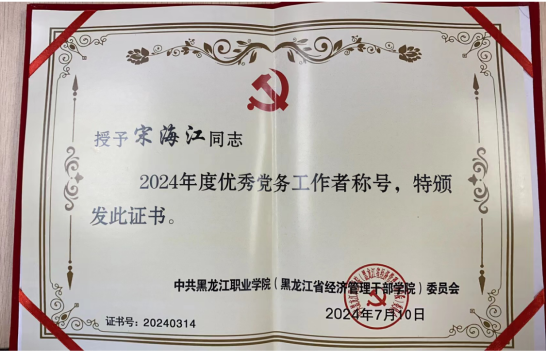 授予宋海江同志
2024年度优秀党务工作者称号，特颁
发此证书。
中共黑龙江职业学院（黑龙江省经济管理干部学院）委员会
2024年7月10日
证书号：20240314